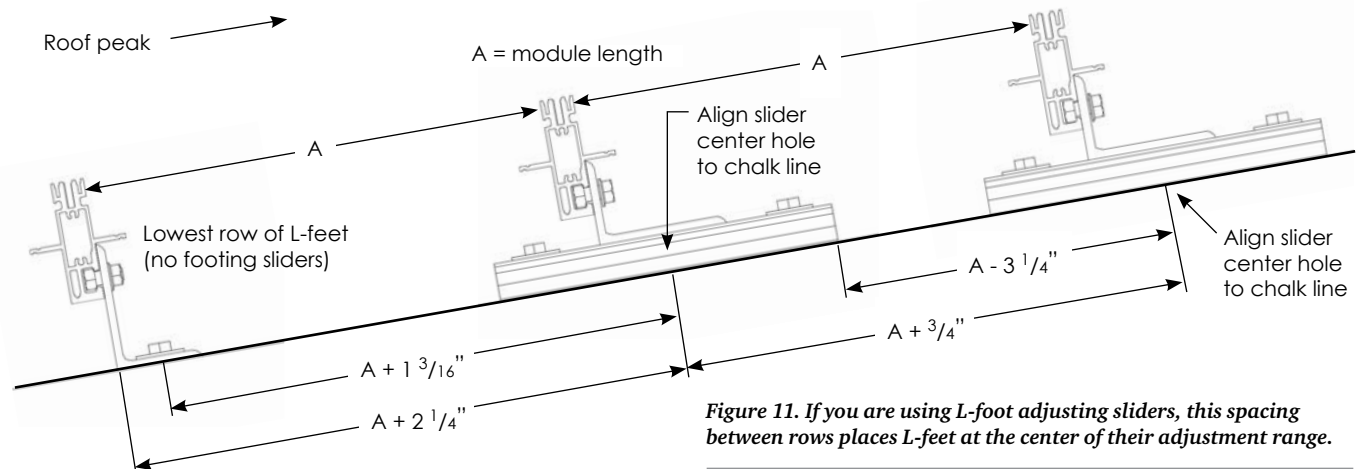 Roof peak
A = module length
A
A
Align slider
center hole
to chalk line
Lowest row of L-feet
(no footing sliders)
Align slider
center hole
to chalk line
A - 3 1/4”
A + 3/4”
A + 1 3/16”
A + 2 1/4”
Figure 11. If you are using L-foot adjusting sliders, this spacing
between rows places L-feet at the center of their adjustment range.